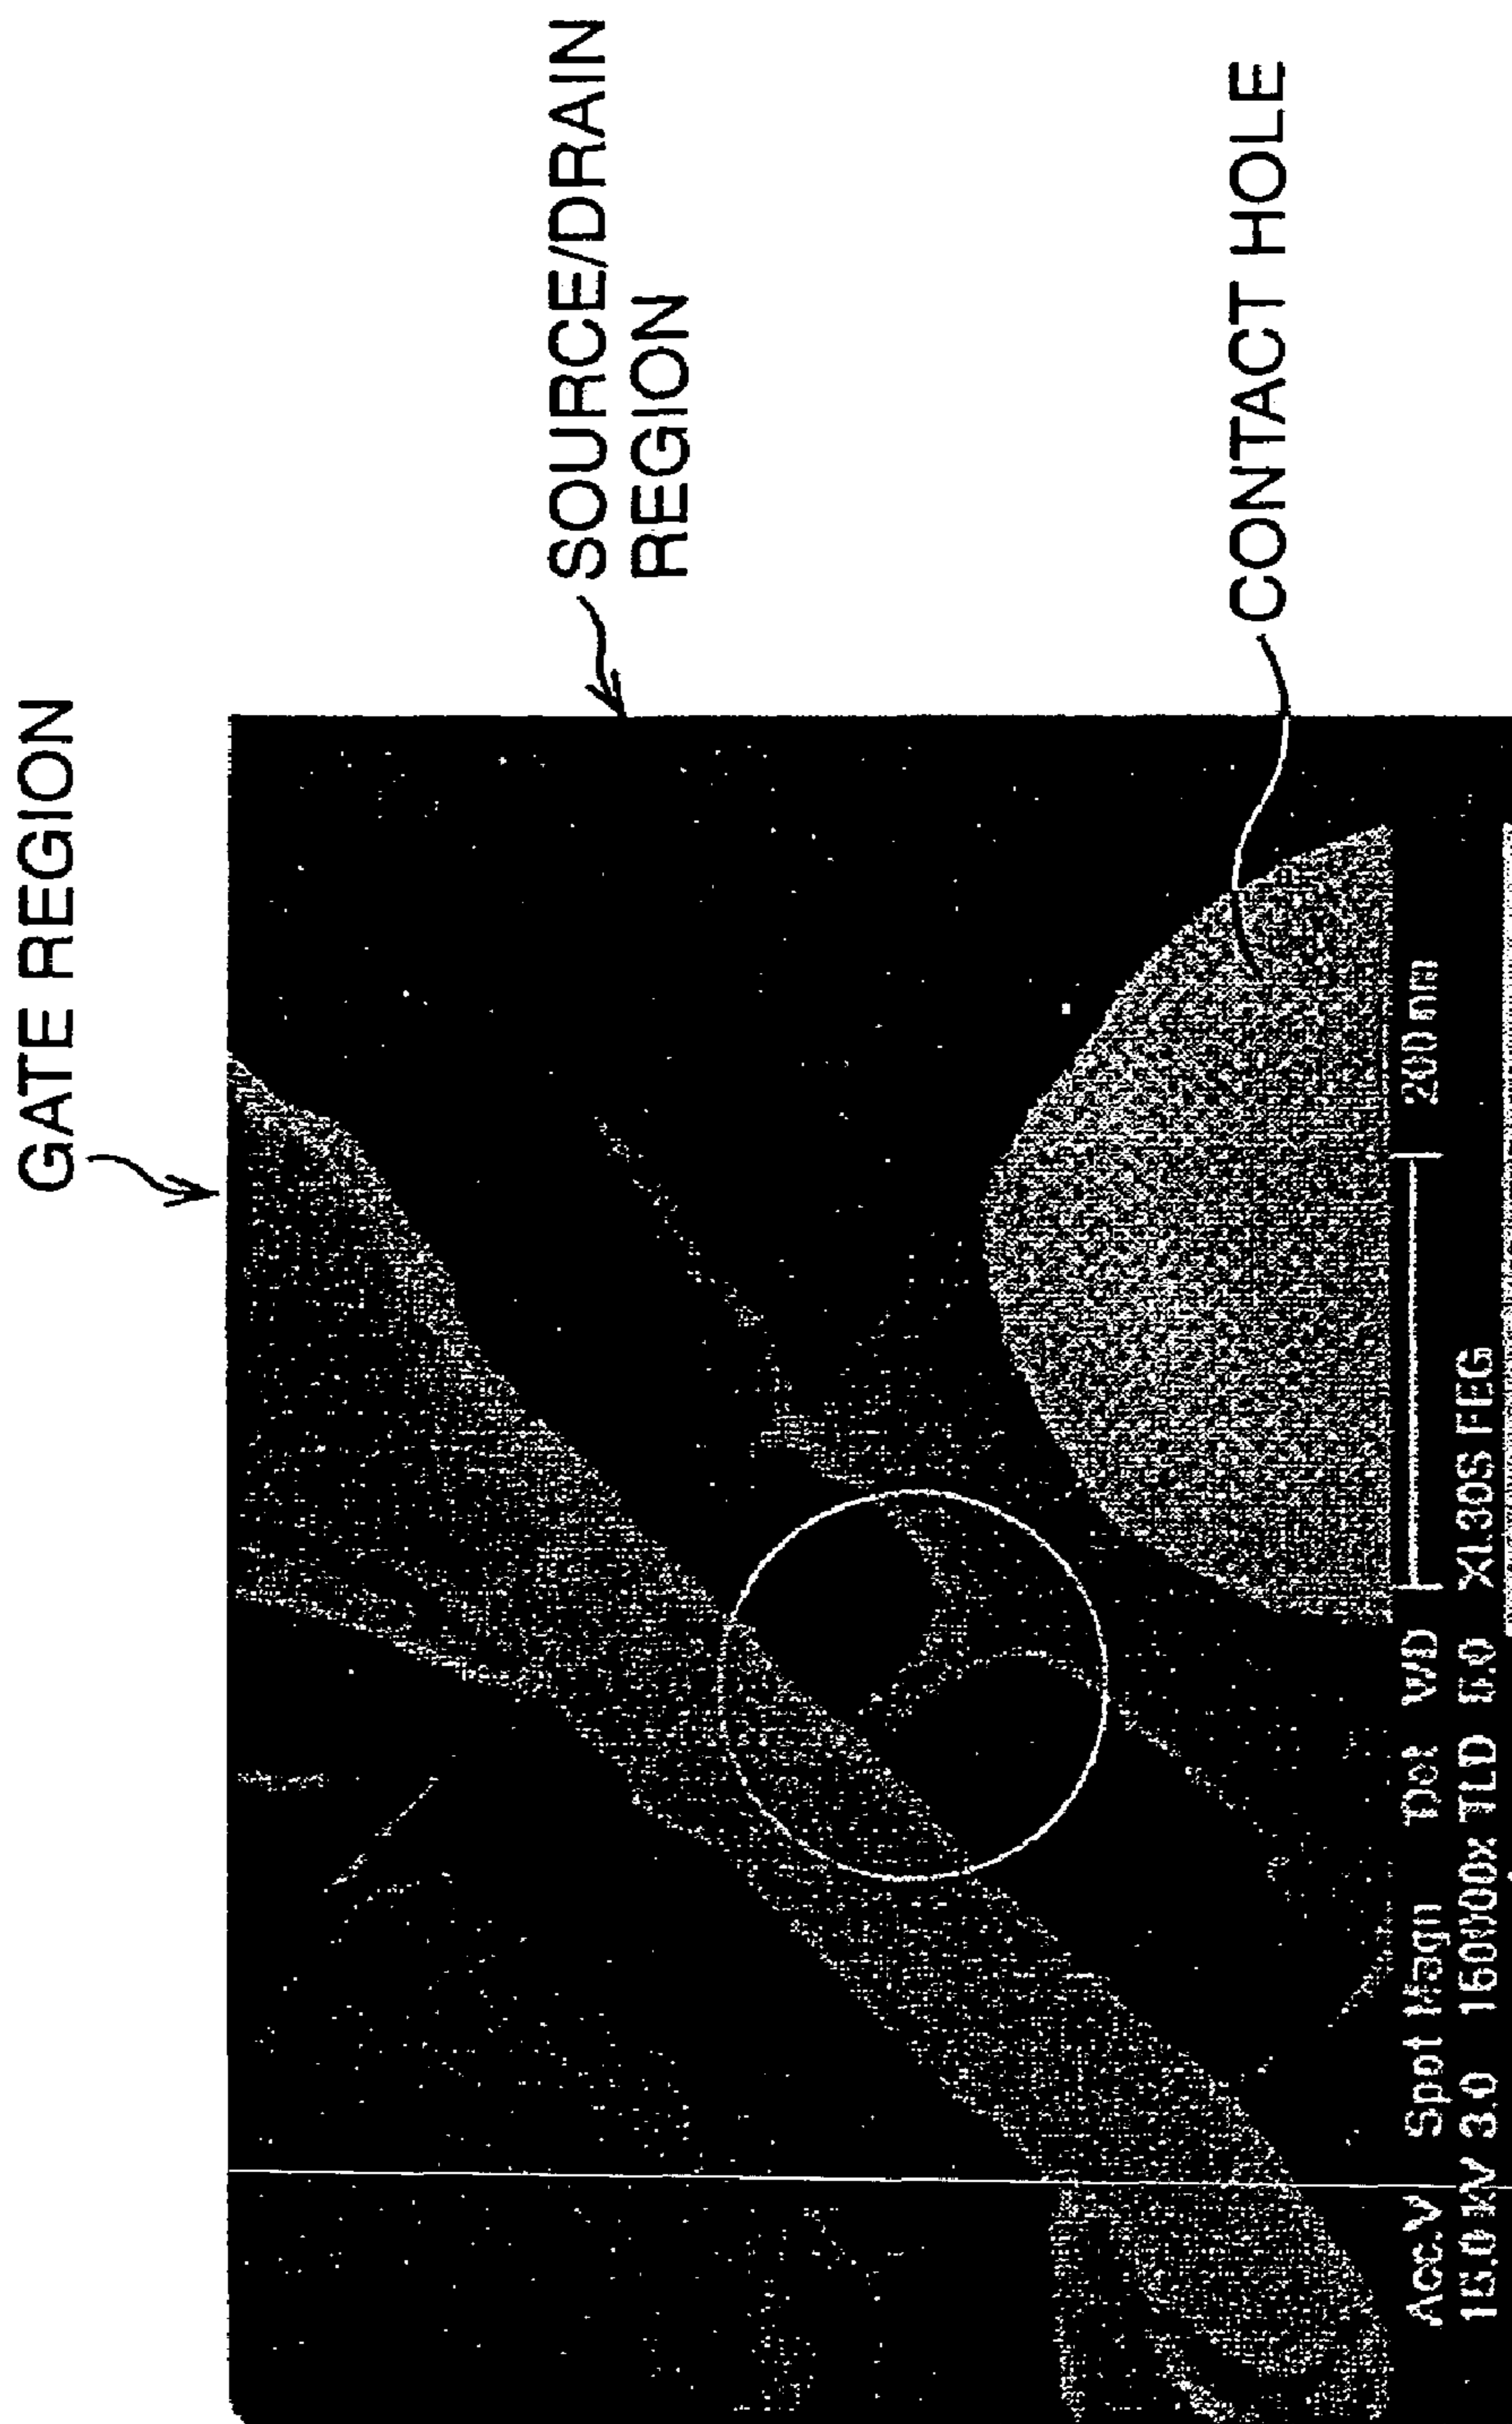 GATE REGION
SOURCE/DRAIN
REGION
CONTACT HOLE
Acc.V Spot Magn Det WD 200 nm
kV 3.0 TLD XL30S FEG